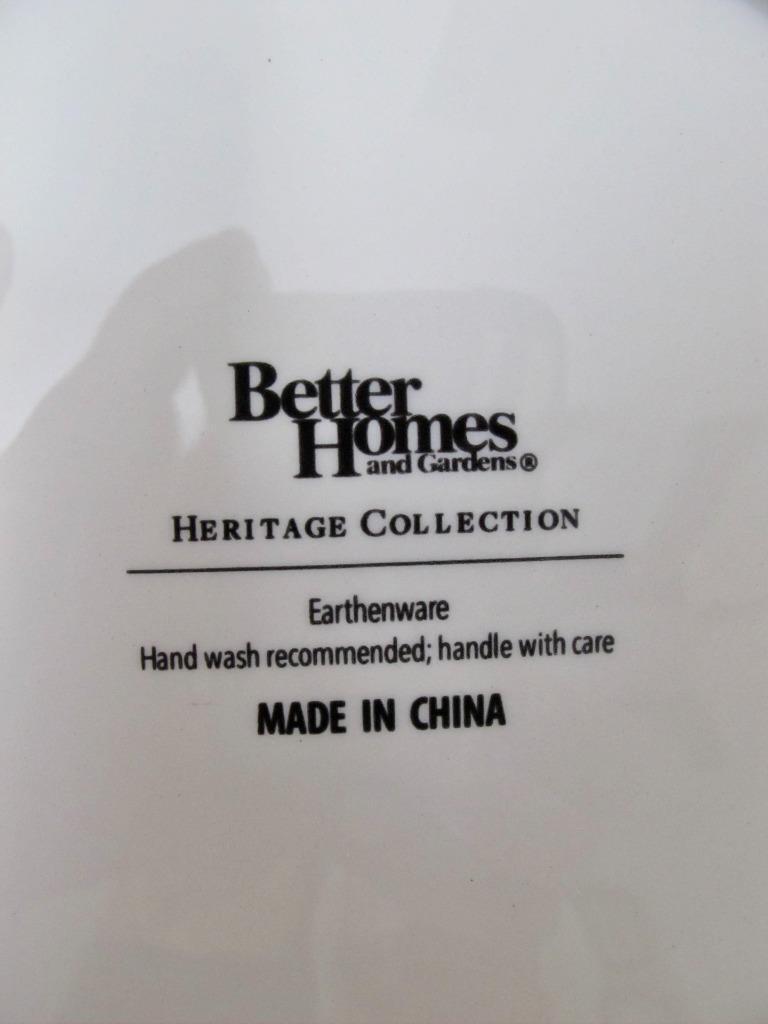 Better
Homes
and Gardens®
HERITAGE COLLECTION
Earthenware
Hand wash recommended; handle with care
MADE IN CHINA